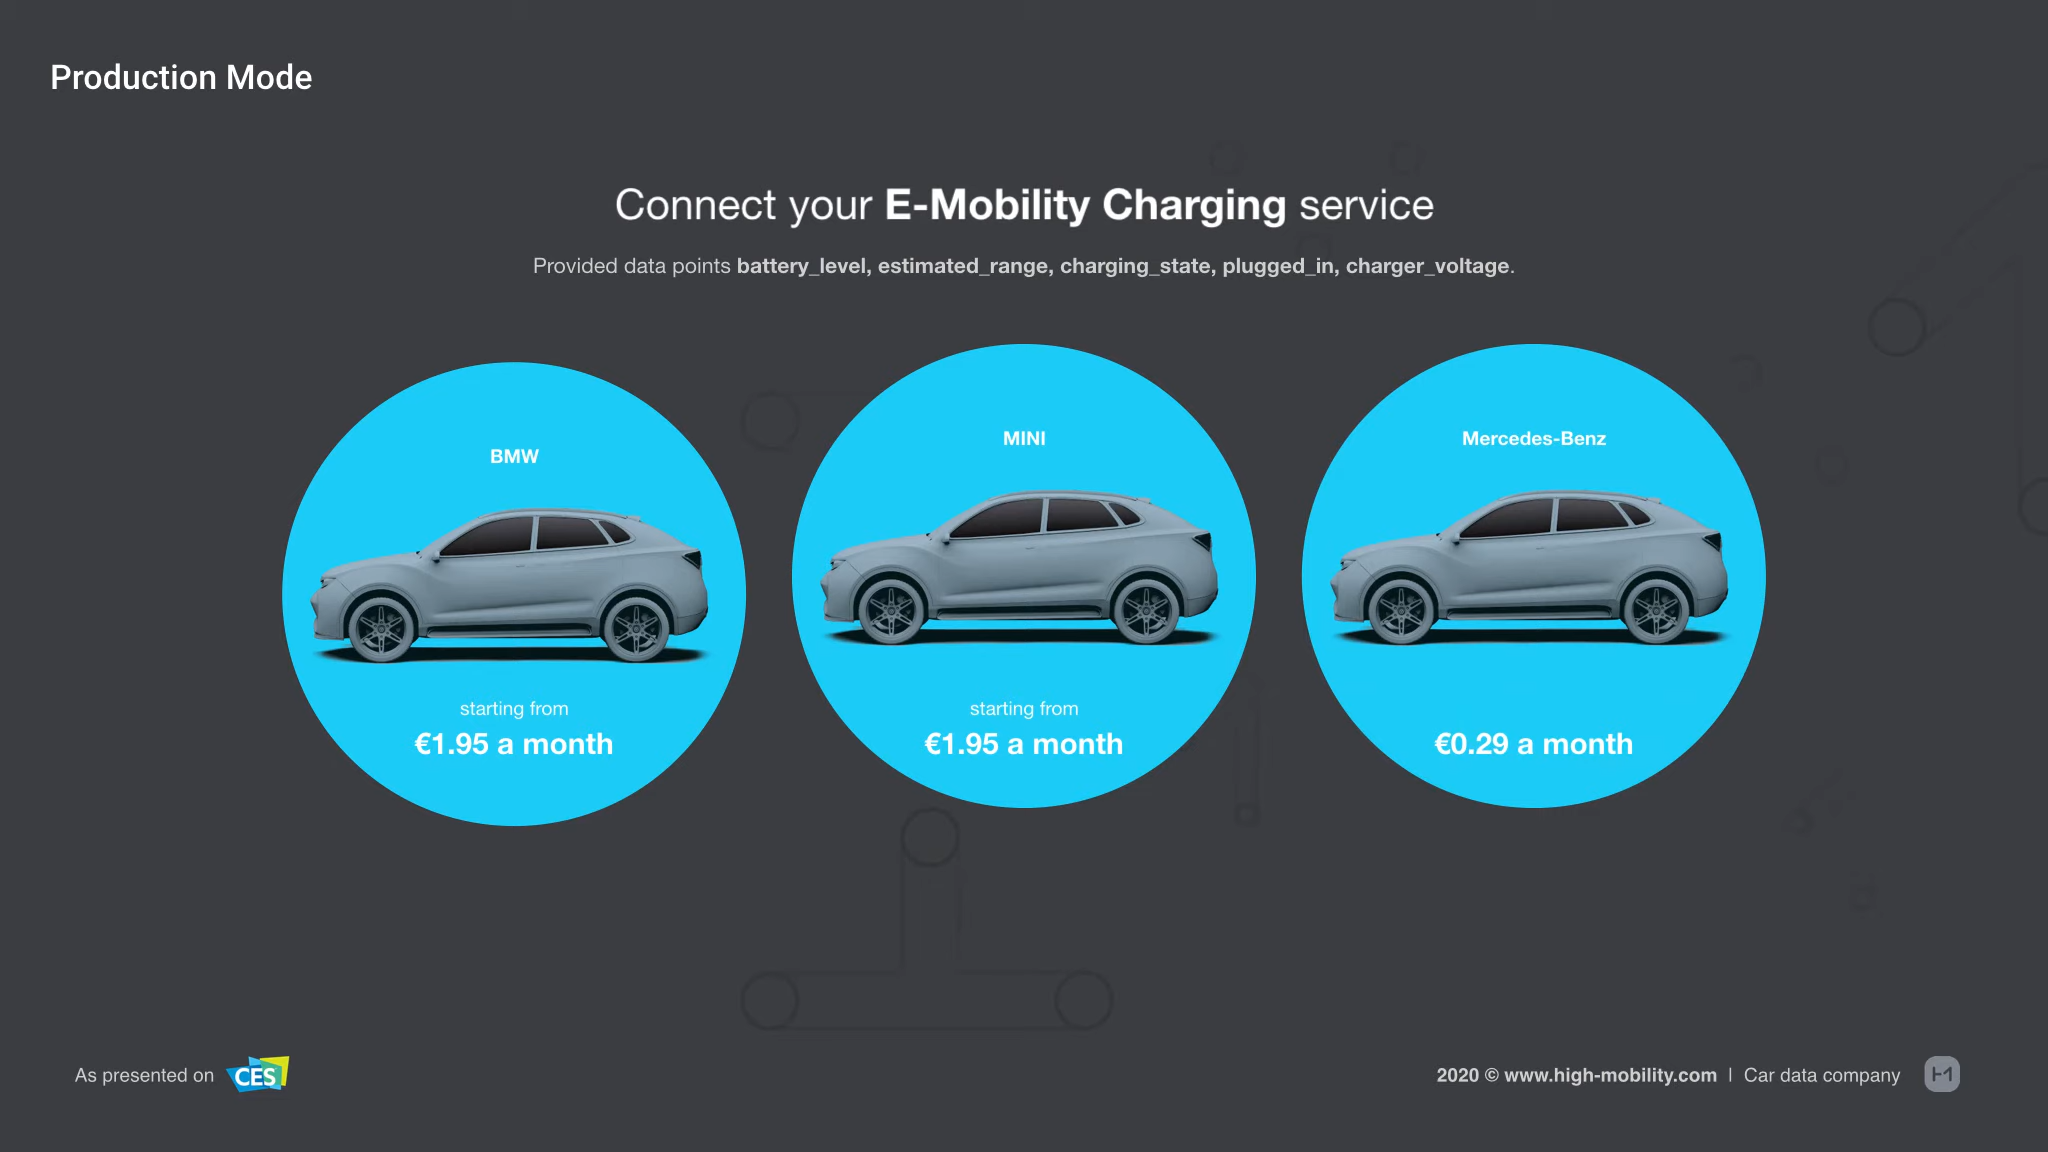 Production Mode
Connect your E-Mobility Charging service
Provided data points battery_level, estimated_range, charging_state, plugged_in, charger_voltage.
BMW
starting from
€1.95 a month
MINI
starting from
€1.95 a month
Mercedes-Benz
€0.29 a month
As presented on CES
2020 © www.high-mobility.com | Car data company